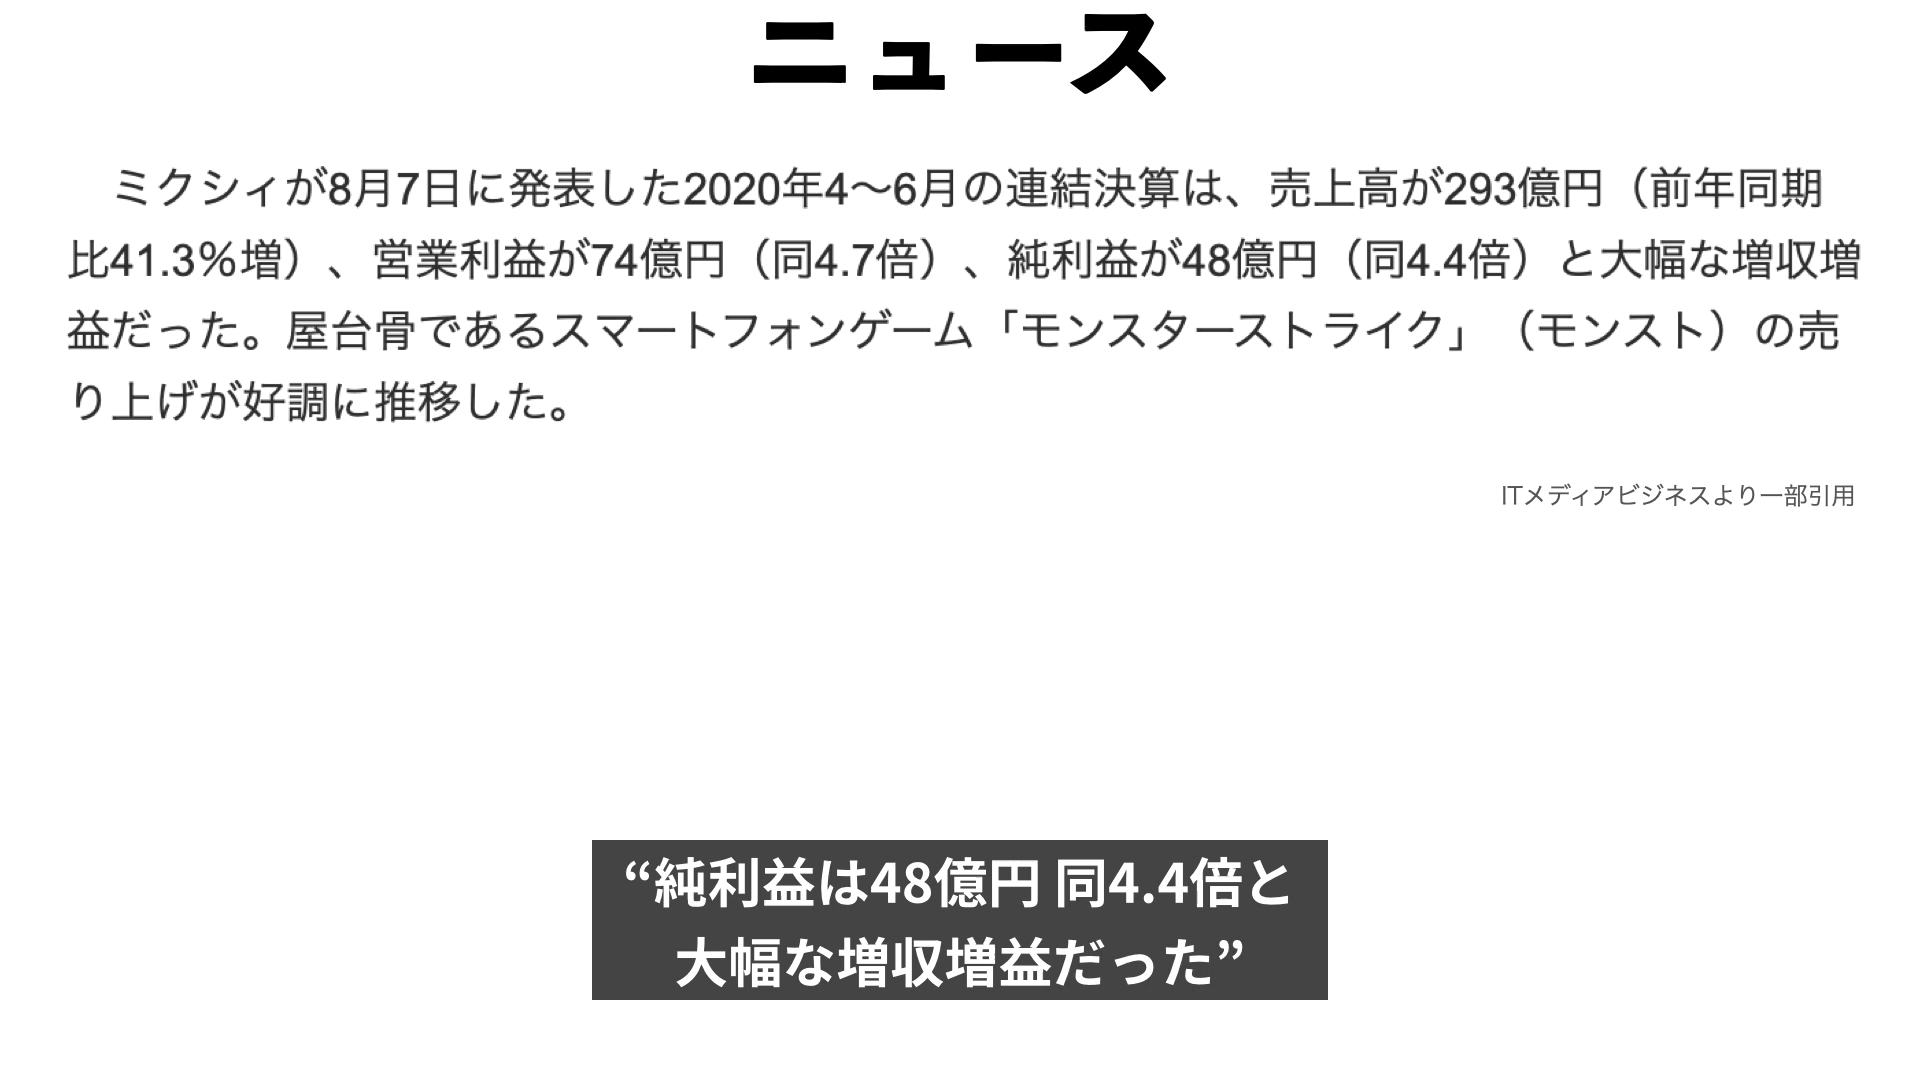 ニュース
ミクシィが8月7日に発表した2020年4～6月の連結決算は、売上高が293億円（前年同期
比41.3％増）、営業利益が74億円（同4.7倍）、純利益が48億円（同4.4倍）と大幅な増収増
益だった。屋台骨であるスマートフォンゲーム「モンスターストライク」（モンスト）の売
り上げが好調に推移した。
ITメディアビジネスより一部引用
“純利益は48億円 同4.4倍と
大幅な増収増益だった”